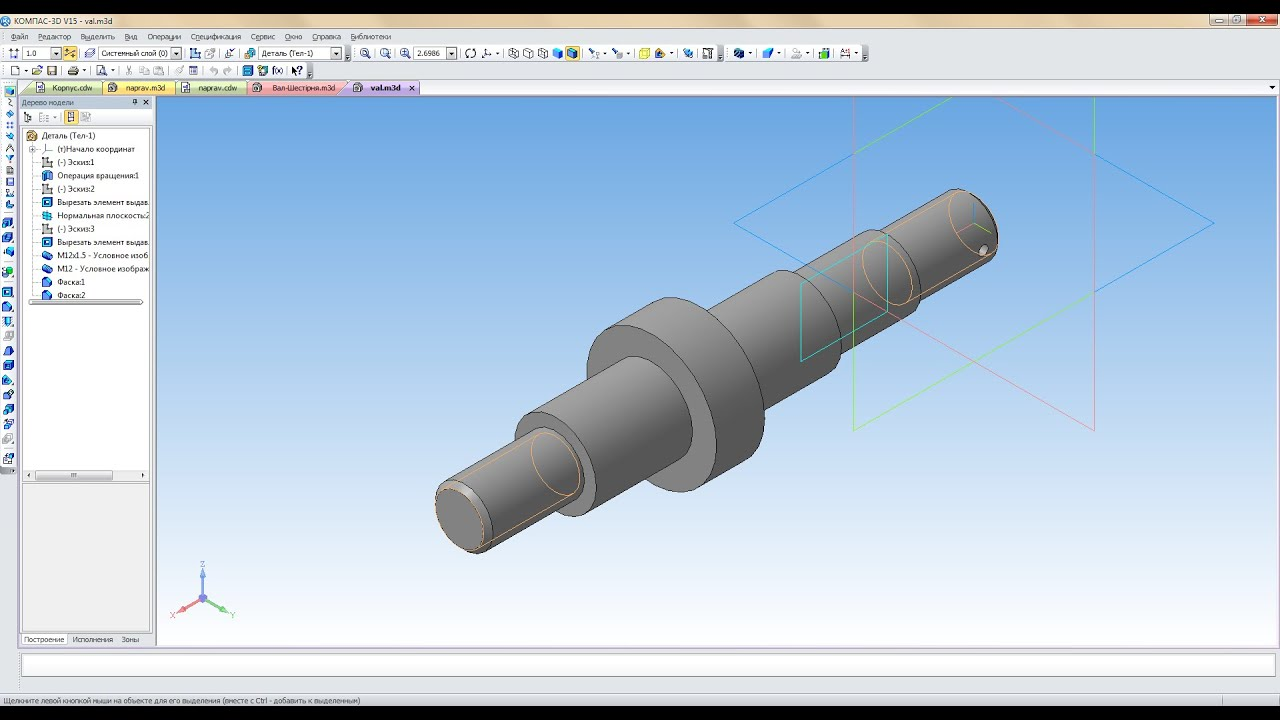 КОМПАС-3D V15 - val.m3d
Файл Редактор Выделить Вид Операции Спецификация Сервис Окно Справка Библиотеки
1.0 Системный слой (0) Деталь (Тел-1) 2.6986
f(x)
Корпус.cdw naprav.m3d naprav.cdw Вал-Шестірня.m3d val.m3d
Дерево модели
Деталь (Тел-1)
(т)Начало координат
(-) Эскиз:1
Операция вращения:1
(-) Эскиз:2
Вырезать элемент выдав.
Нормальная плоскость:2
(-) Эскиз:3
Вырезать элемент выдав.
M12x1.5 - Условное изоб
M12 - Условное изображ
Фаска:1
Фаска:2
Z
X
Y
Построение Исполнения Зоны
Щелкните левой кнопкой мыши на объекте для его выделения (вместе с Ctrl - добавить к выделенным)